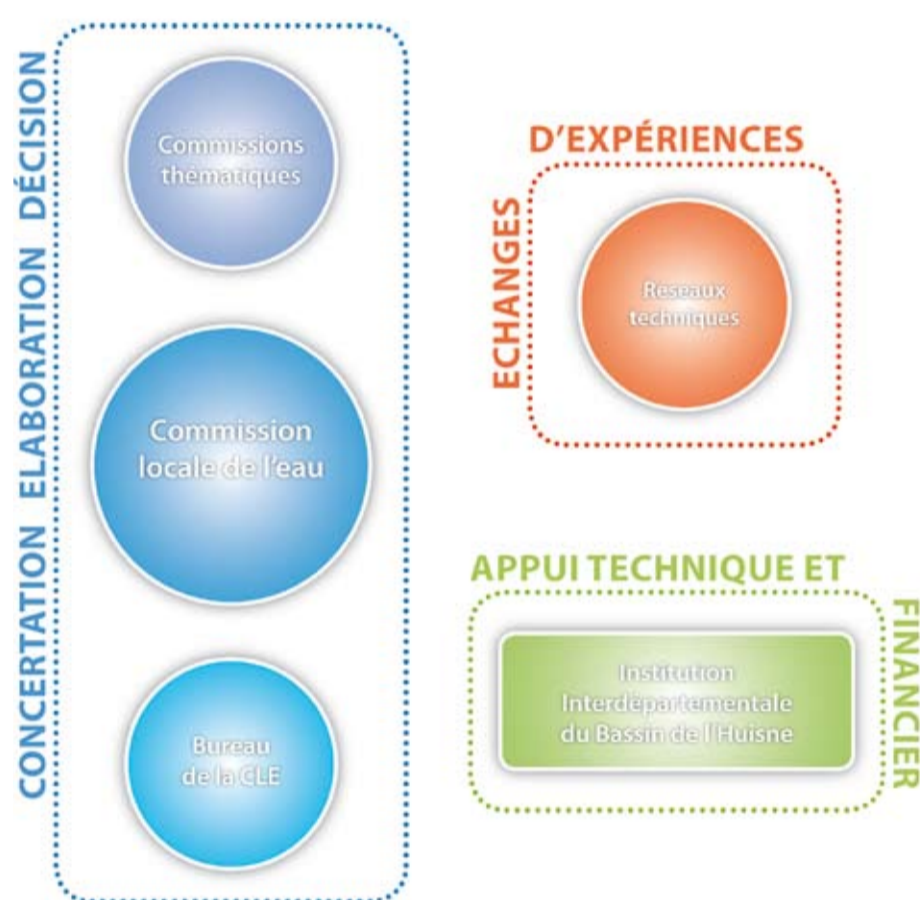 CONCERTATION ELABORATION DÉCISION
Commissions
thématiques
Commission
locale de l'eau
Bureau
de la CLE
ECHANGES
D'EXPÉRIENCES
Réseaux
techniques
APPUI TECHNIQUE ET
FINANCIER
Institution
Interdépartementale
du Bassin de l'Huisne